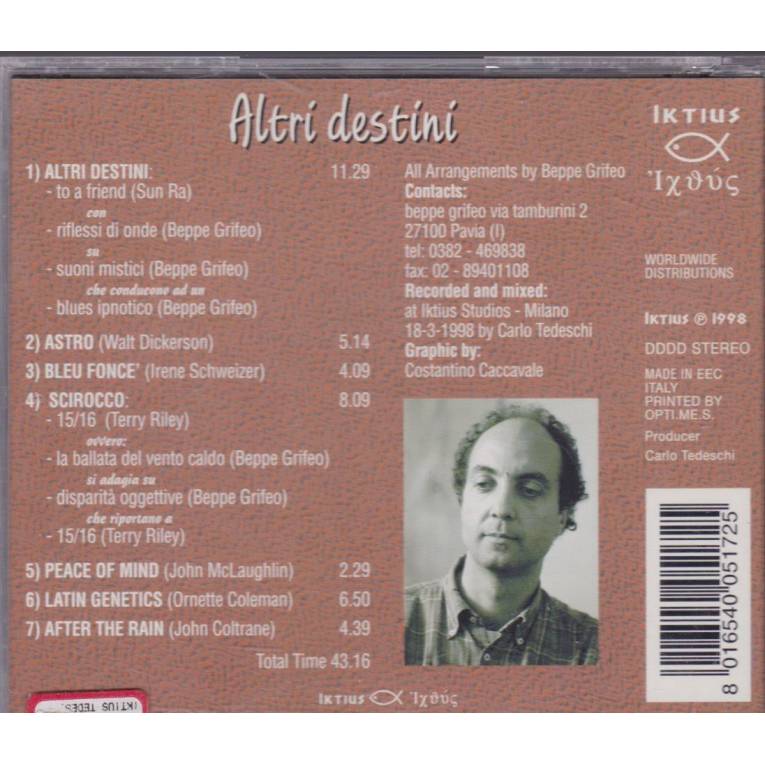 Altri destini
1) ALTRI DESTINI: 11.29
- to a friend (Sun Ra)
con
- riflessi di onde (Beppe Grifeo)
su
- suoni mistici (Beppe Grifeo)
che conducono ad un
- blues ipnotico (Beppe Grifeo)
2) ASTRO (Walt Dickerson) 5.14
3) BLEU FONCE' (Irene Schweizer) 4.09
4) SCIROCCO: 8.09
- 15/16 (Terry Riley)
ovvero:
- la ballata del vento caldo (Beppe Grifeo)
si adagia su
- disparità oggettive (Beppe Grifeo)
che riportano a
- 15/16 (Terry Riley)
5) PEACE OF MIND (John McLaughlin) 2.29
6) LATIN GENETICS (Ornette Coleman) 6.50
7) AFTER THE RAIN (John Coltrane) 4.39
Total Time 43.16
All Arrangements by Beppe Grifeo
Contacts:
beppe grifeo via tamburini 2
27100 Pavia (I)
tel: 0382 - 469838
fax: 02 - 89401108
Recorded and mixed:
at Iktius Studios - Milano
18-3-1998 by Carlo Tedeschi
Graphic by:
Costantino Caccavale
IKTIUS
Ἰχϑύς
WORLDWIDE
DISTRIBUTIONS
IKTIUS ℗ 1998
DDDD STEREO
MADE IN EEC
ITALY
PRINTED BY
OPTI.ME.S.
Producer
Carlo Tedeschi
8 016540 051725
IKTIUS Ἰχϑύς
IKTIUS TEDES.